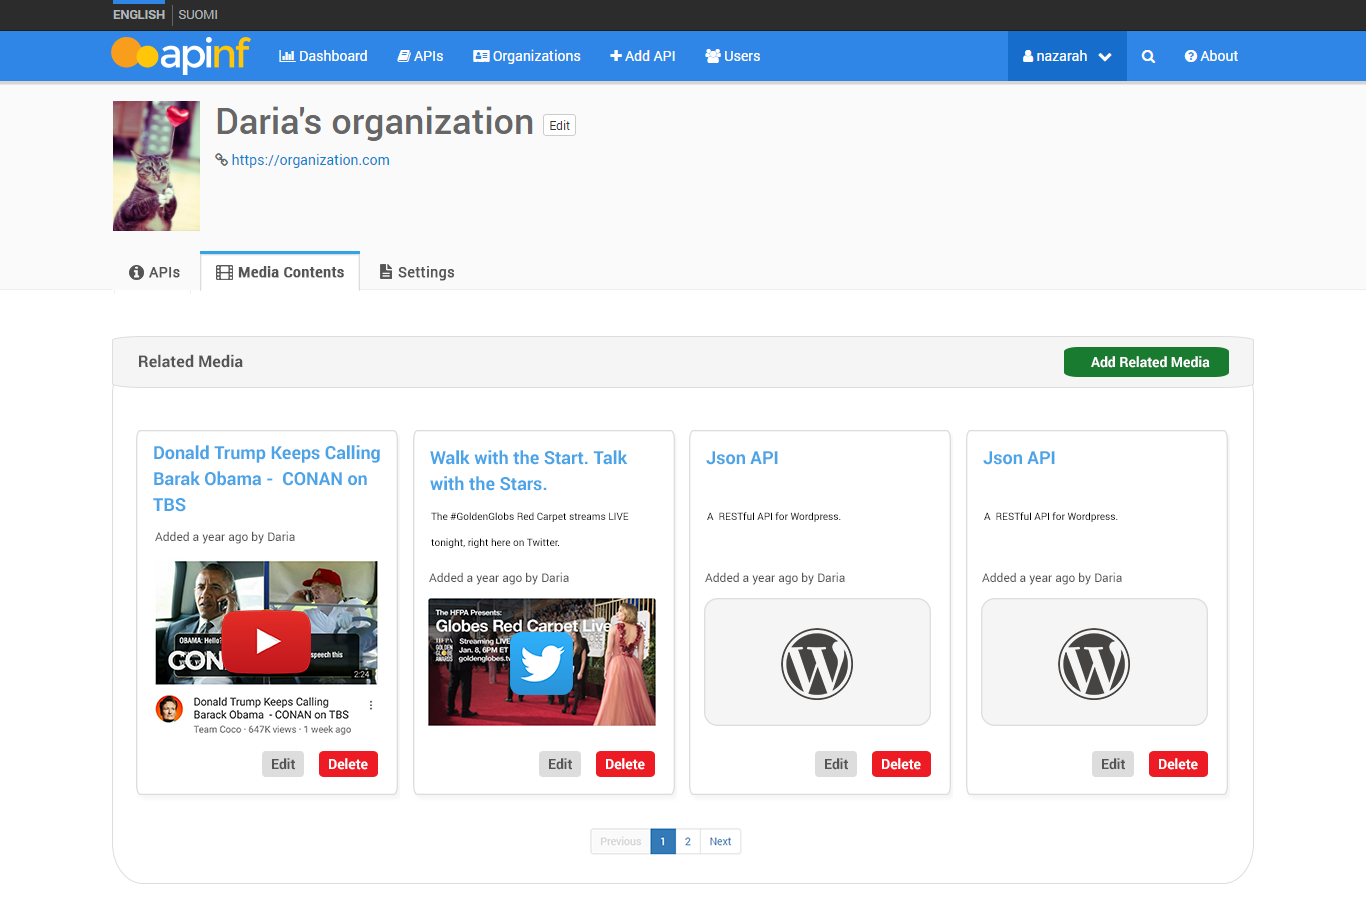 ENGLISH SUOMI
apinf Dashboard APIs Organizations Add API Users nazarah About
Daria's organization Edit
https://organization.com
APIs Media Contents Settings
Related Media Add Related Media
Donald Trump Keeps Calling
Barak Obama - CONAN on
TBS
Added a year ago by Daria
OBAMA: Hello?
speech this
CON
2:24
Donald Trump Keeps Calling
Barack Obama - CONAN on TBS
Team Coco · 647K views · 1 week ago
Edit Delete
Walk with the Start. Talk
with the Stars.
The #GoldenGlobs Red Carpet streams LIVE
tonight, right here on Twitter.
Added a year ago by Daria
The HFPA Presents:
Globes Red Carpet Live
HFPA
GOLDEN
GLOBE
AWARDS
Streaming LIVE
Jan. 8, 6PM ET
goldenglobes.tv
Edit Delete
Json API
A RESTful API for Wordpress.
Added a year ago by Daria
W
Edit Delete
Json API
A RESTful API for Wordpress.
Added a year ago by Daria
W
Edit Delete
Previous 1 2 Next